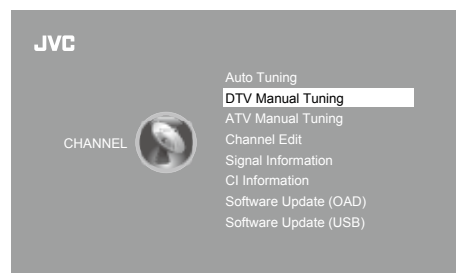 JVC
CHANNEL
Auto Tuning
DTV Manual Tuning
ATV Manual Tuning
Channel Edit
Signal Information
CI Information
Software Update (OAD)
Software Update (USB)